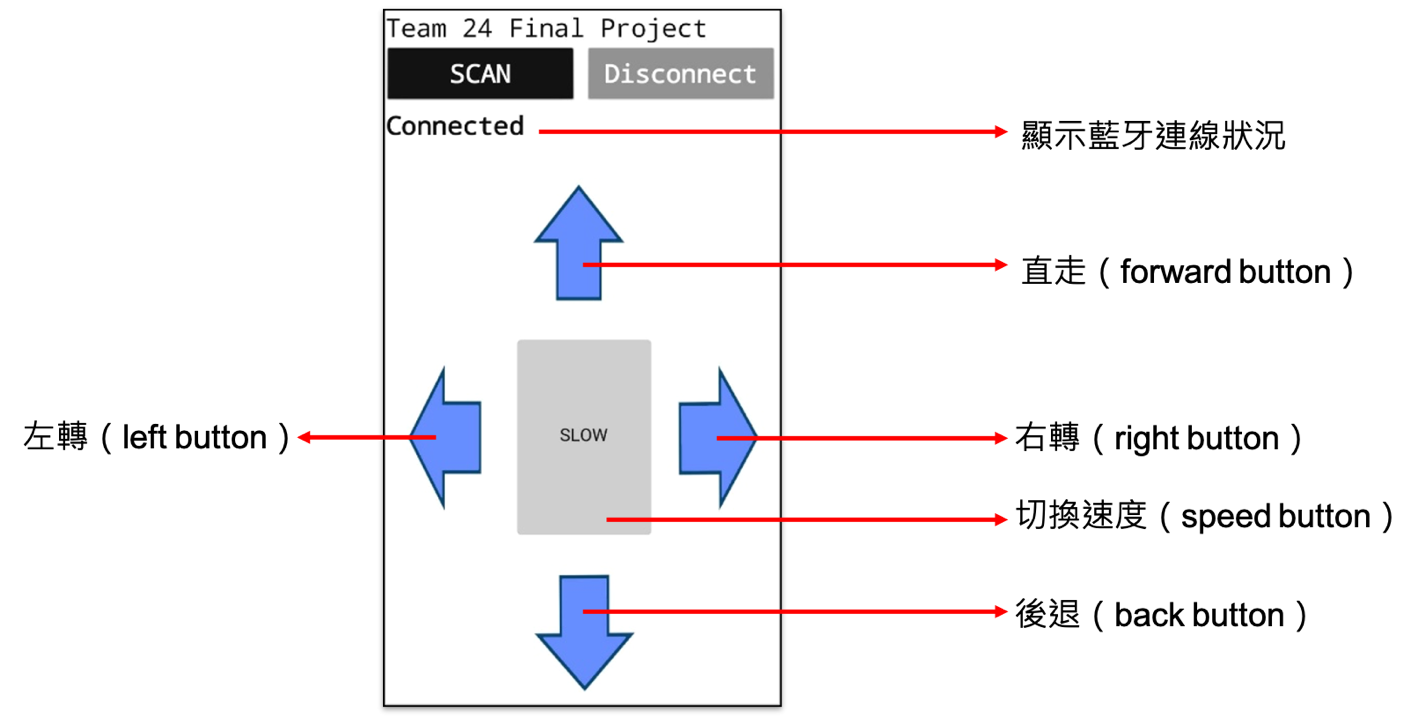 Team 24 Final Project
SCAN
Disconnect
Connected
顯示藍牙連線狀況
直走（forward button）
左轉（left button）
SLOW
右轉（right button）
切換速度（speed button）
後退（back button）